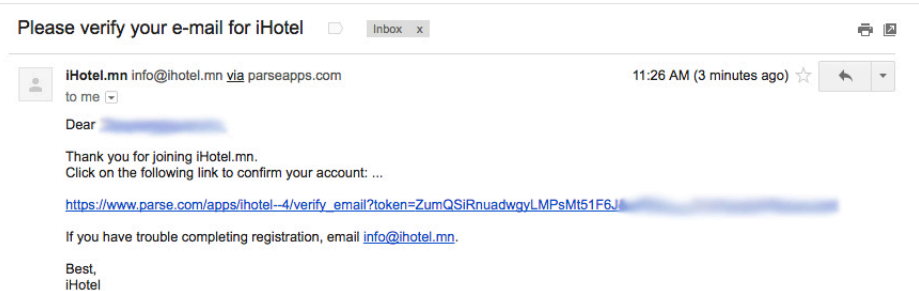 Please verify your e-mail for iHotel Inbox x
iHotel.mn info@ihotel.mn via parseapps.com 11:26 AM (3 minutes ago)
to me
Dear
Thank you for joining iHotel.mn.
Click on the following link to confirm your account: ...
https://www.parse.com/apps/ihotel--4/verify_email?token=ZumQSiRnuadwgyLMPsMt51F6J
If you have trouble completing registration, email info@ihotel.mn.
Best,
iHotel